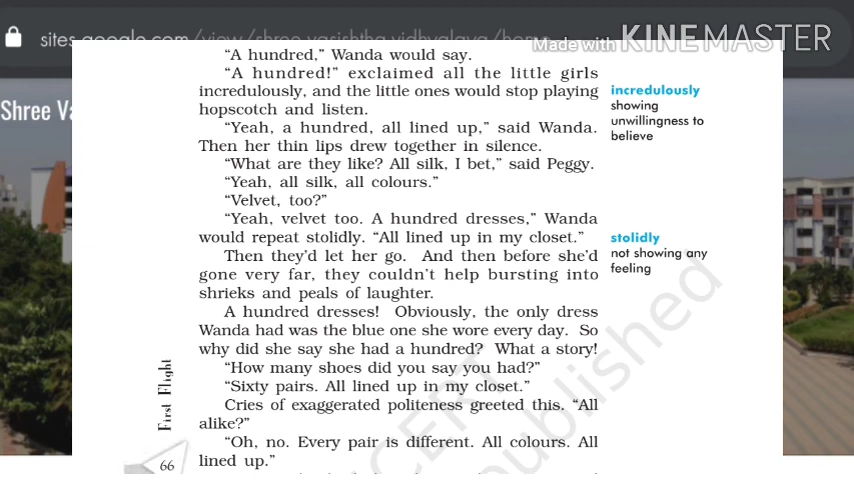 sites.google.com/view/shree vasishtha vidhyalaya/home
Made with KINEMASTER
Shree Va
"A hundred," Wanda would say.
"A hundred!" exclaimed all the little girls
incredulously, and the little ones would stop playing
hopscotch and listen.
"Yeah, a hundred, all lined up," said Wanda.
Then her thin lips drew together in silence.
"What are they like? All silk, I bet," said Peggy.
"Yeah, all silk, all colours."
"Velvet, too?"
"Yeah, velvet too. A hundred dresses," Wanda
would repeat stolidly. "All lined up in my closet."
Then they'd let her go. And then before she'd
gone very far, they couldn't help bursting into
shrieks and peals of laughter.
A hundred dresses! Obviously, the only dress
Wanda had was the blue one she wore every day. So
why did she say she had a hundred? What a story!
"How many shoes did you say you had?"
"Sixty pairs. All lined up in my closet."
Cries of exaggerated politeness greeted this. "All
alike?"
"Oh, no. Every pair is different. All colours. All
lined up."
incredulously
showing
unwillingness to
believe
stolidly
not showing any
feeling
First Flight
66
NCERT
published